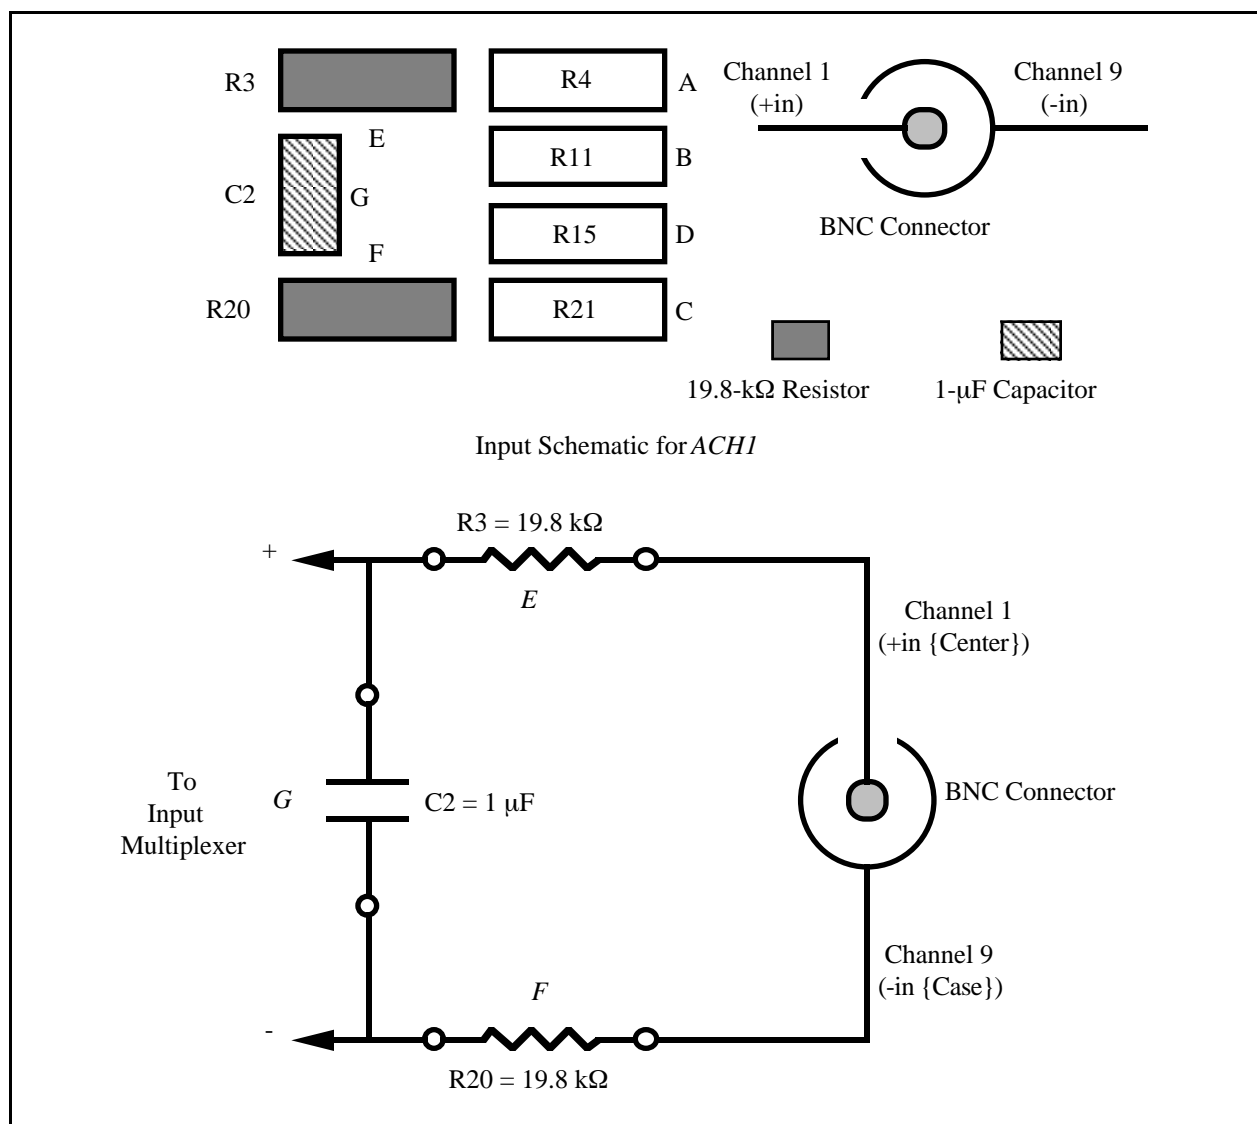 R3
R4
A
E
R11
B
C2
G
R15
D
F
R20
R21
C
Channel 1
(+in)
Channel 9
(-in)
BNC Connector
19.8-kΩ Resistor
1-μF Capacitor
Input Schematic for ACH1
R3 = 19.8 kΩ
+
E
Channel 1
(+in {Center})
To
Input
Multiplexer
G
C2 = 1 μF
BNC Connector
Channel 9
(-in {Case})
F
-
R20 = 19.8 kΩ